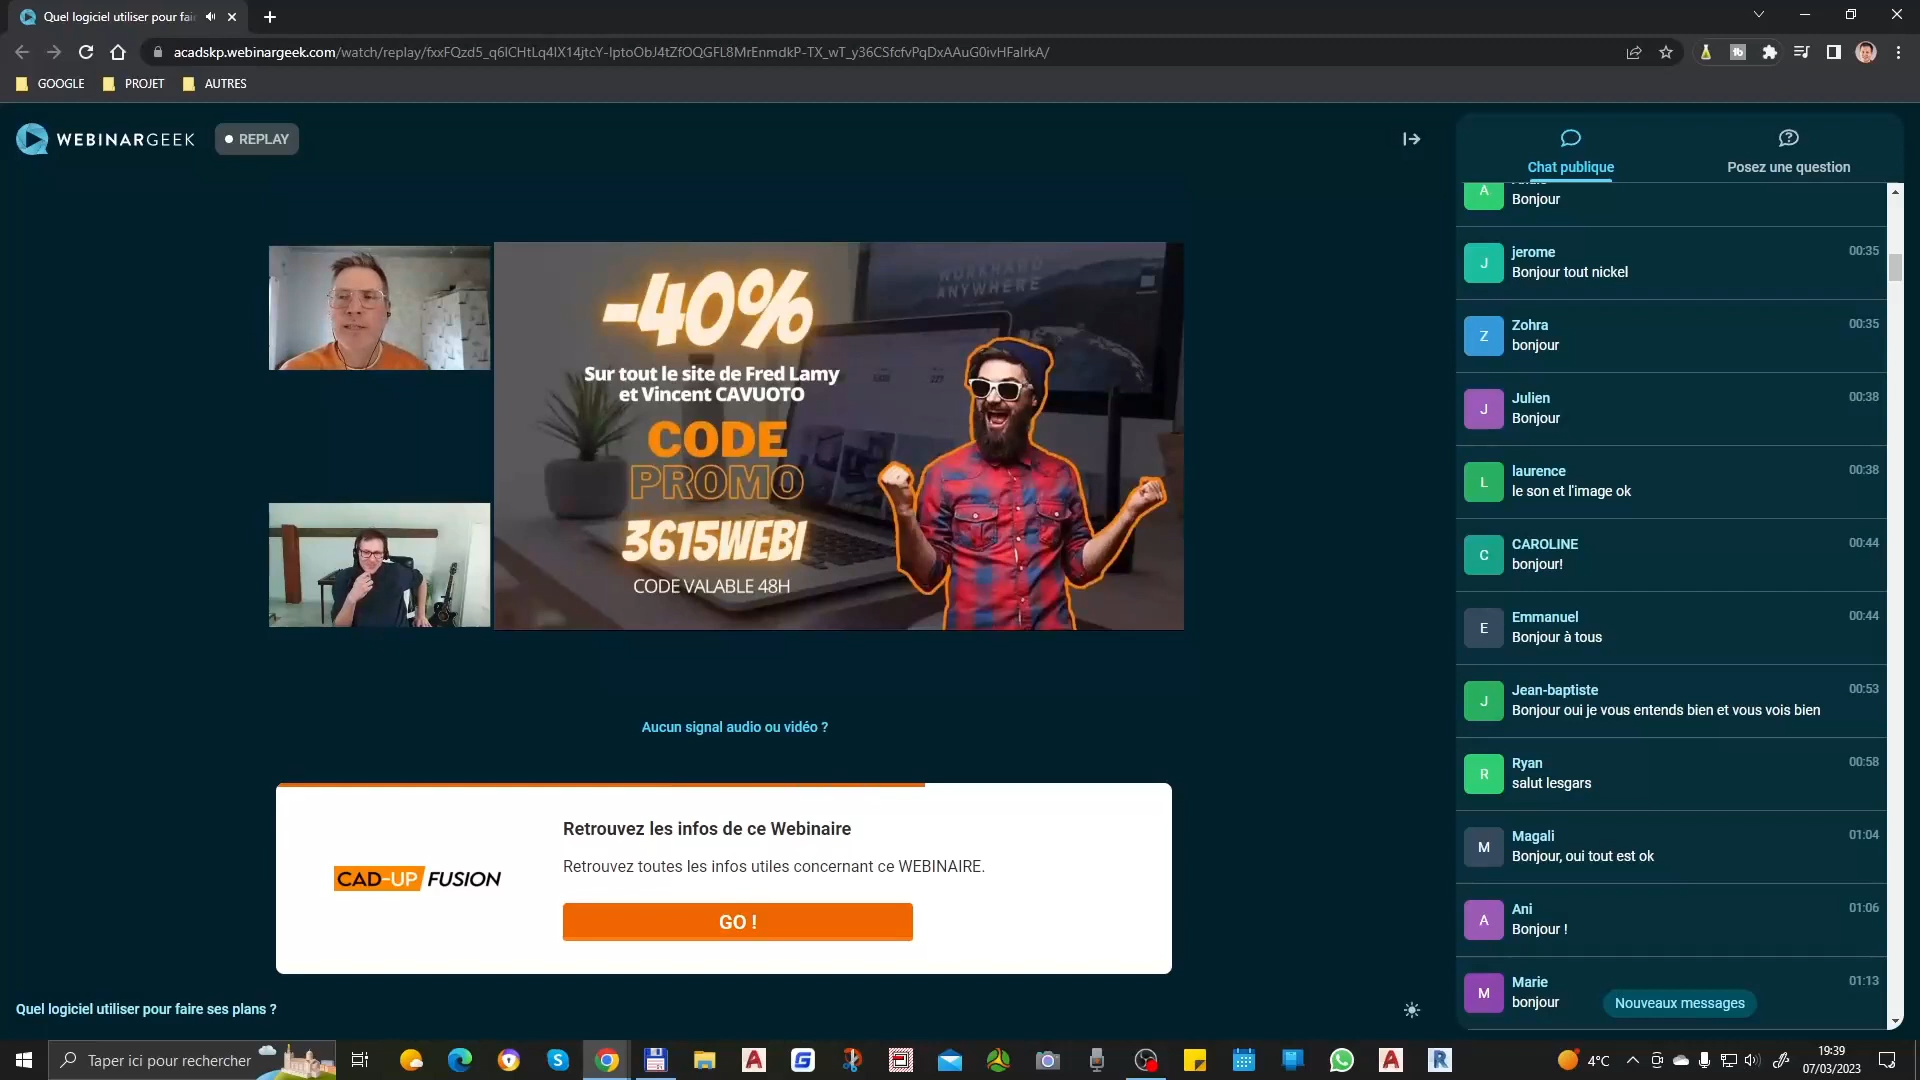 Quel logiciel utiliser pour fai
acadskp.webinargeek.com/watch/replay/fxxFQzd5_q6lCHtLq4IX14jtcY-IptoObJ4tZfOQGFL8MrEnmdkP-TX_wT_y36CSfcfvPqDxAAuG0ivHFaIrkA/
GOOGLE
PROJET
AUTRES
WEBINARGEEK
REPLAY
Chat publique
Posez une question
A
Bonjour
J
jerome
00:35
Bonjour tout nickel
Z
Zohra
00:35
bonjour
J
Julien
00:38
Bonjour
L
laurence
00:38
le son et l'image ok
C
CAROLINE
00:44
bonjour!
E
Emmanuel
00:44
Bonjour à tous
J
Jean-baptiste
00:53
Bonjour oui je vous entends bien et vous vois bien
R
Ryan
00:58
salut lesgars
M
Magali
01:04
Bonjour, oui tout est ok
A
Ani
01:06
Bonjour !
M
Marie
01:13
bonjour
Nouveaux messages
WORK HARD
ANYWHERE
-40%
Sur tout le site de Fred Lamy
et Vincent CAVUOTO
CODE
PROMO
3615WEBI
CODE VALABLE 48H
Aucun signal audio ou vidéo ?
CAD-UP FUSION
Retrouvez les infos de ce Webinaire
Retrouvez toutes les infos utiles concernant ce WEBINAIRE.
GO !
Quel logiciel utiliser pour faire ses plans ?
Taper ici pour rechercher
4°C
19:39
07/03/2023